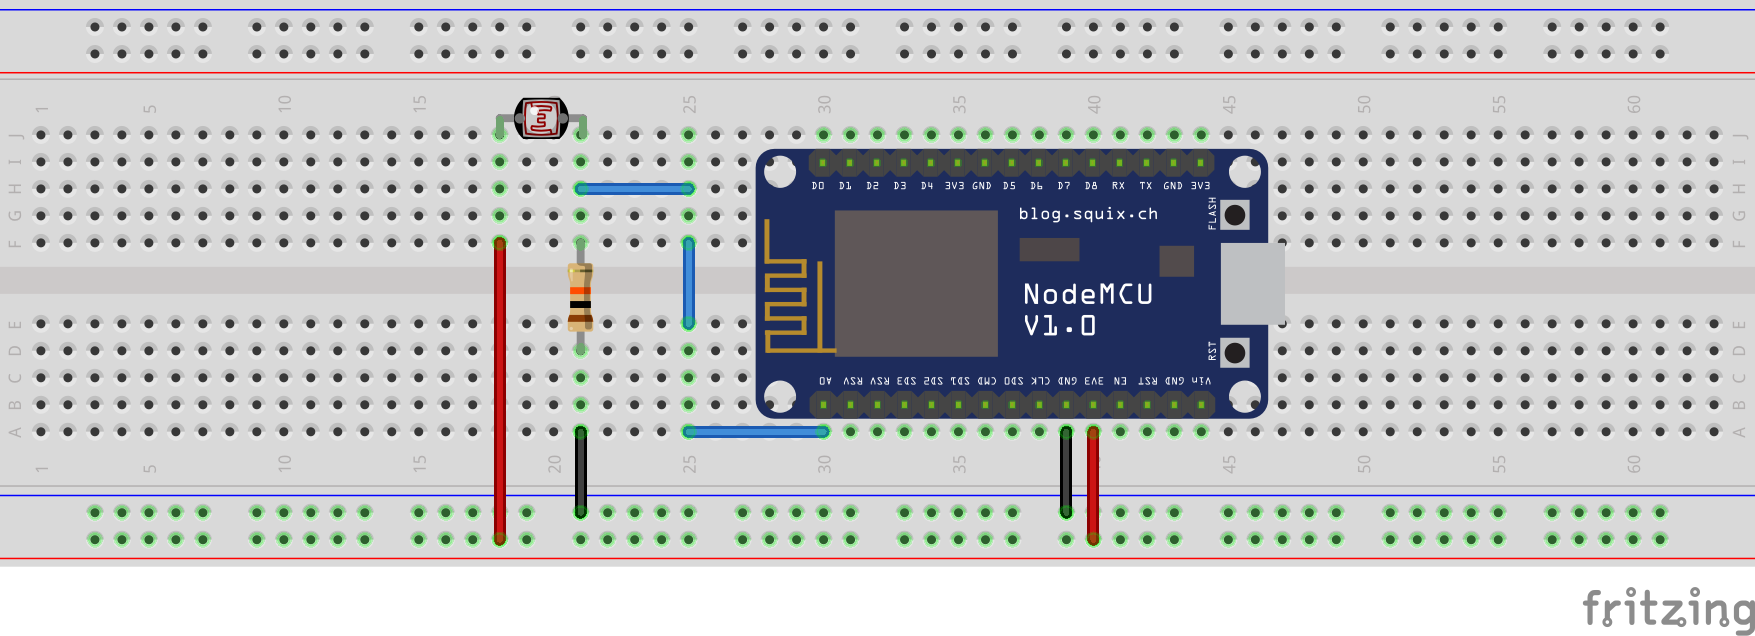 1 5 10 15 20 25 30 35 40 45 50 55 60
J J
I I
H H
G G
F F
D0 D1 D2 D3 D4 3V3 GND D5 D6 D7 D8 RX TX GND 3V3
blog.squix.ch
FLASH
NodeMCU
V1.0
RST
E E
D D
C C
B B
A A
A0 RSV RSV SD3 SD2 SD1 CMD SD0 CLK GND 3V3 EN RST GND Vin
1 5 10 15 20 25 30 35 40 45 50 55 60
fritzing